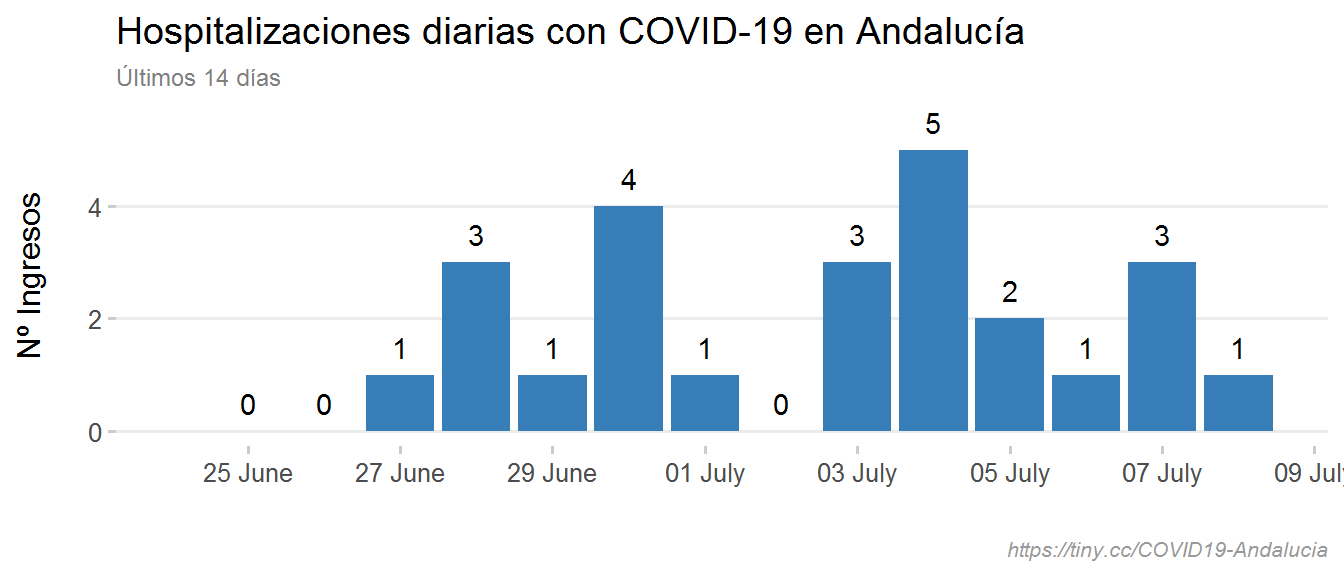 Hospitalizaciones diarias con COVID-19 en Andalucía
Últimos 14 días
Nº Ingresos
5
4
3 3 3
2
1 1 1 1 1
0 0 0
4
2
0
25 June 27 June 29 June 01 July 03 July 05 July 07 July 09 July
https://tiny.cc/COVID19-Andalucia